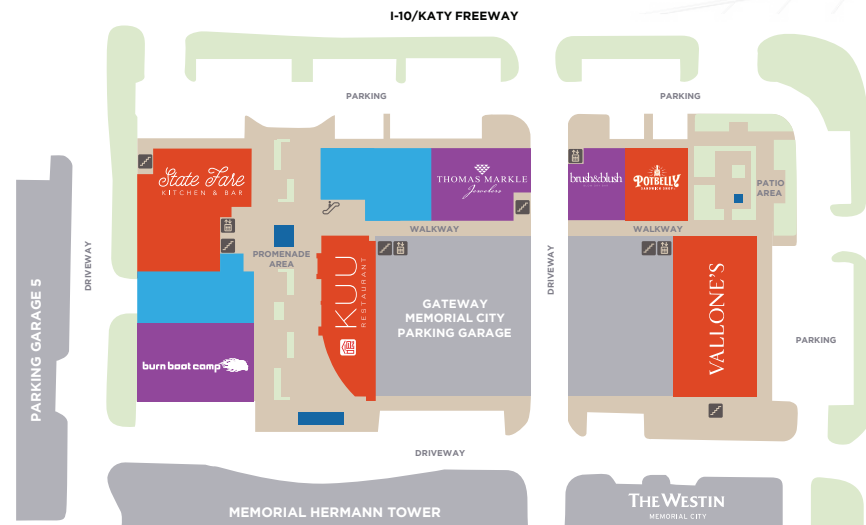 I-10/KATY FREEWAY
PARKING
PARKING
State Fare
KITCHEN & BAR
THOMAS MARKLE
Jewelers
brush&blush
POTBELLY
SANDWICH SHOP
PATIO
AREA
WALKWAY
WALKWAY
DRIVEWAY
PROMENADE
AREA
KUU
RESTAURANT
DRIVEWAY
GATEWAY
MEMORIAL CITY
PARKING GARAGE
VALLONE'S
PARKING GARAGE 5
burn boot camp
PARKING
DRIVEWAY
MEMORIAL HERMANN TOWER
THE WESTIN
MEMORIAL CITY